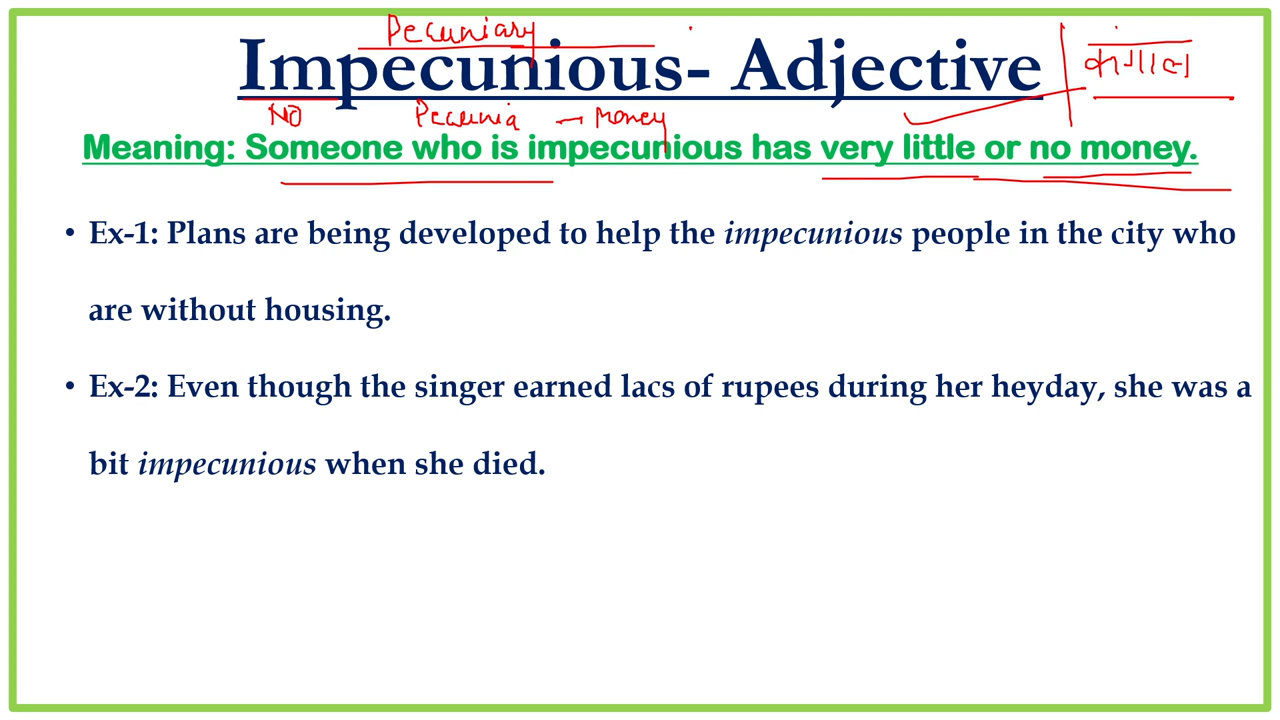 Pecuniary
Impecunious- Adjective
कंगाल
NO Pecunia → Money
Meaning: Someone who is impecunious has very little or no money.
• Ex-1: Plans are being developed to help the impecunious people in the city who
are without housing.
• Ex-2: Even though the singer earned lacs of rupees during her heyday, she was a
bit impecunious when she died.